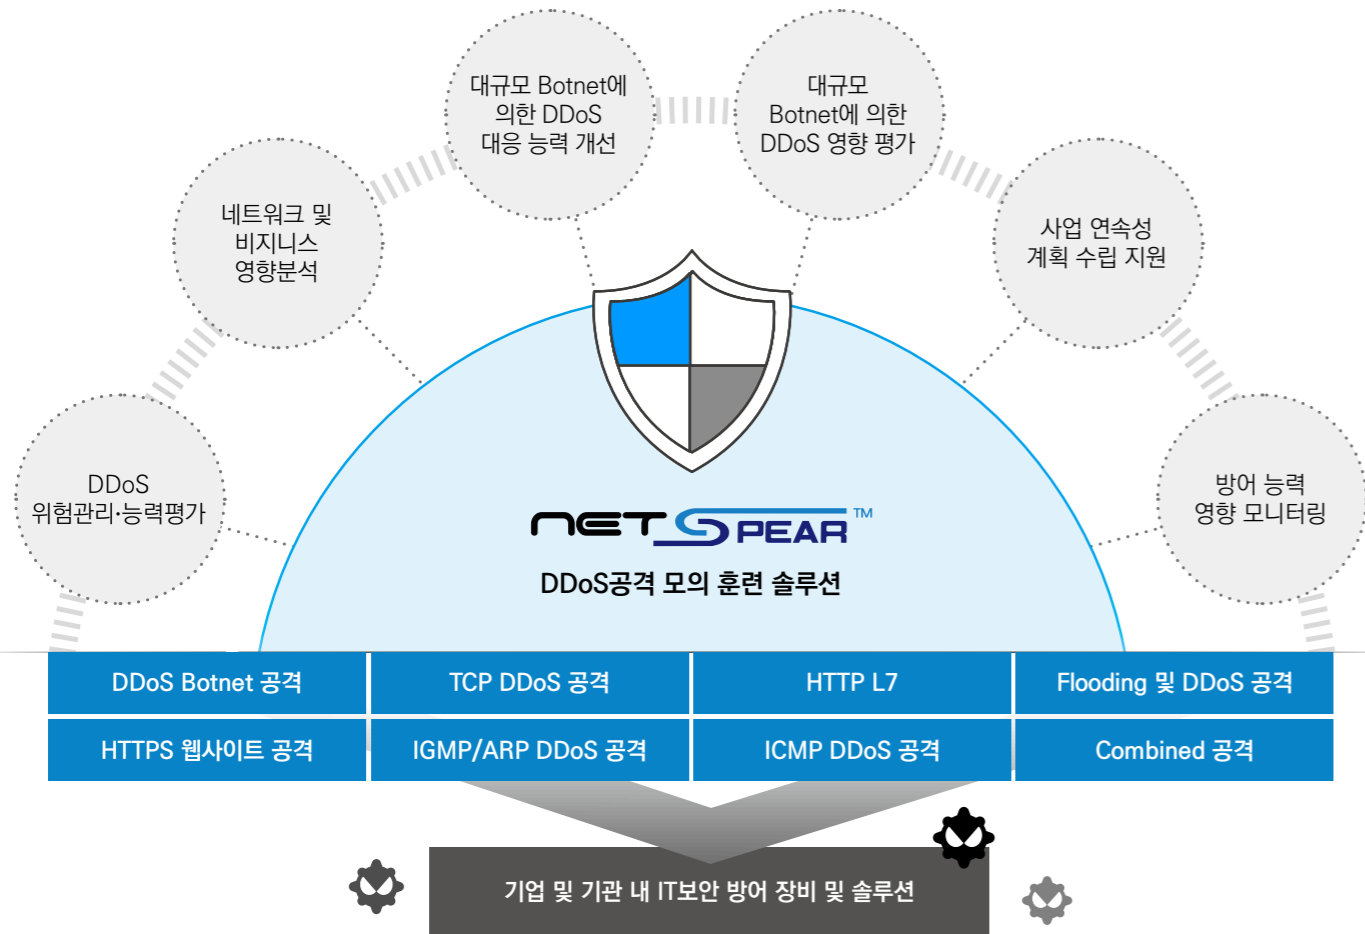 대규모 Botnet에
의한 DDoS
대응 능력 개선
대규모
Botnet에 의한
DDoS 영향 평가
네트워크 및
비지니스
영향분석
사업 연속성
계획 수립 지원
DDoS
위험관리·능력평가
방어 능력
영향 모니터링
NET SPEAR™
DDoS공격 모의 훈련 솔루션
DDoS Botnet 공격
TCP DDoS 공격
HTTP L7
Flooding 및 DDoS 공격
HTTPS 웹사이트 공격
IGMP/ARP DDoS 공격
ICMP DDoS 공격
Combined 공격
기업 및 기관 내 IT보안 방어 장비 및 솔루션